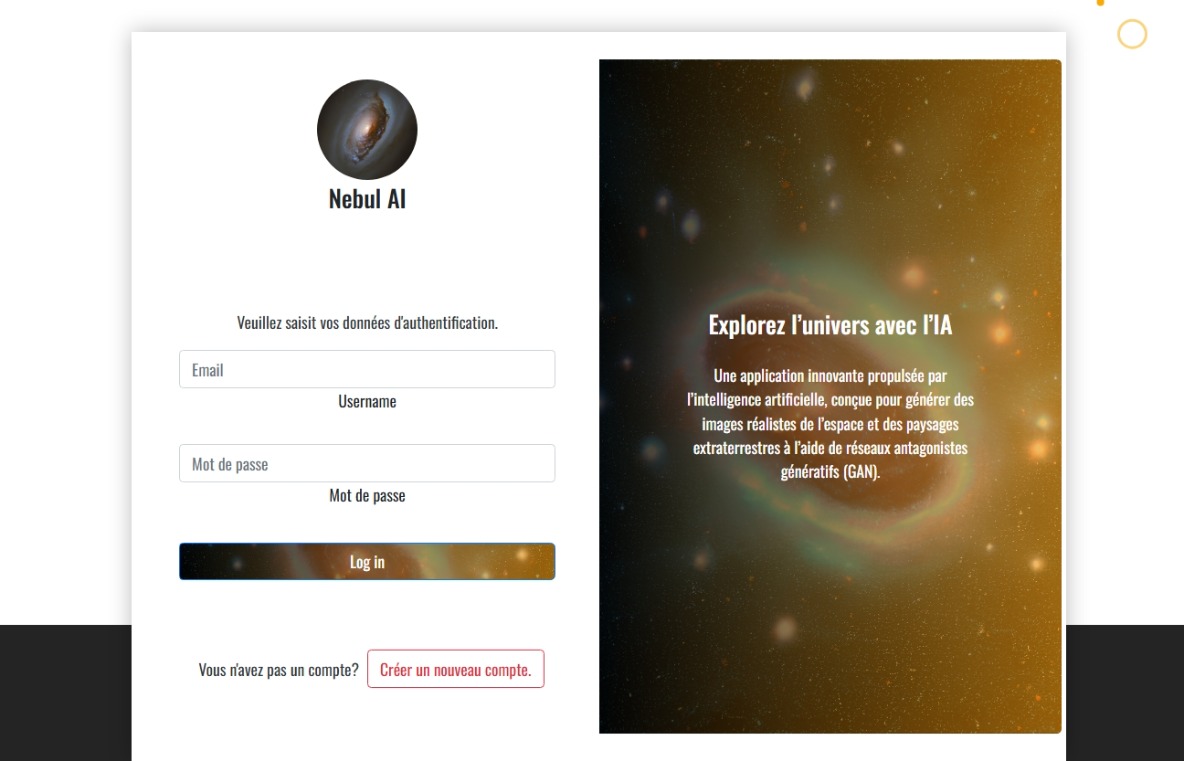 Nebul AI
Veuillez saisit vos données d'authentification.
Email
Username
Mot de passe
Mot de passe
Log in
Vous n'avez pas un compte? Créer un nouveau compte.
Explorez l’univers avec l’IA
Une application innovante propulsée par
l’intelligence artificielle, conçue pour générer des
images réalistes de l’espace et des paysages
extraterrestres à l’aide de réseaux antagonistes
génératifs (GAN).